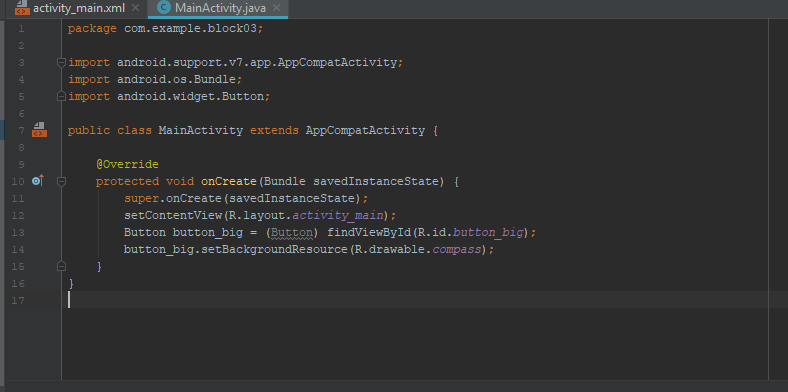 activity_main.xml MainActivity.java
1 package com.example.block03;
2
3 import android.support.v7.app.AppCompatActivity;
4 import android.os.Bundle;
5 import android.widget.Button;
6
7 public class MainActivity extends AppCompatActivity {
8
9 @Override
10 protected void onCreate(Bundle savedInstanceState) {
11 super.onCreate(savedInstanceState);
12 setContentView(R.layout.activity_main);
13 Button button_big = (Button) findViewById(R.id.button_big);
14 button_big.setBackgroundResource(R.drawable.compass);
15 }
16 }
17